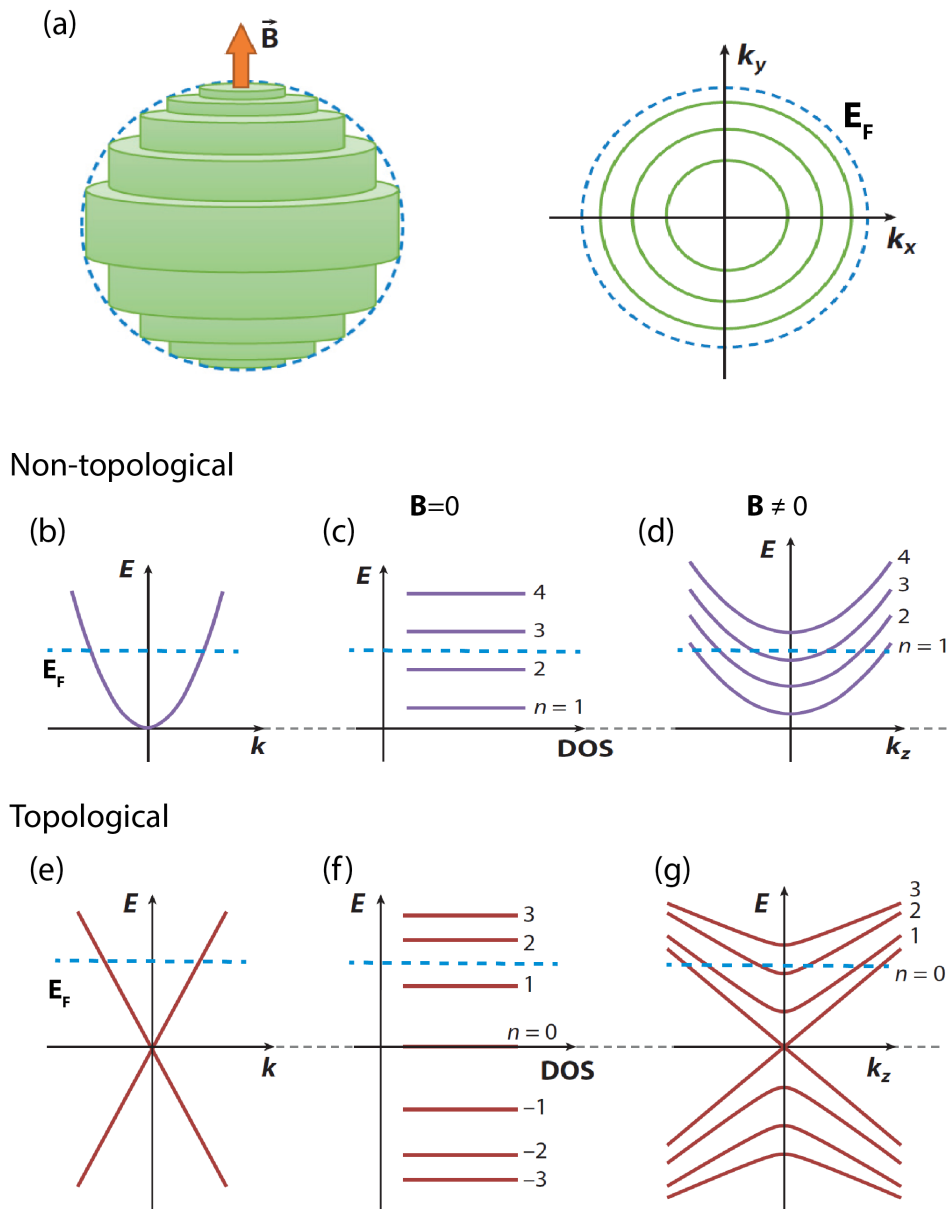 (a)
B
k_y
E_F
k_x
Non-topological
B=0
B ≠ 0
(b)
(c)
(d)
E
E
E
4
3
2
n = 1
4
3
2
n = 1
E_F
k
DOS
k_z
Topological
(e)
(f)
(g)
E
E
E
3
2
1
n = 0
–1
–2
–3
3
2
1
n = 0
E_F
k
DOS
k_z